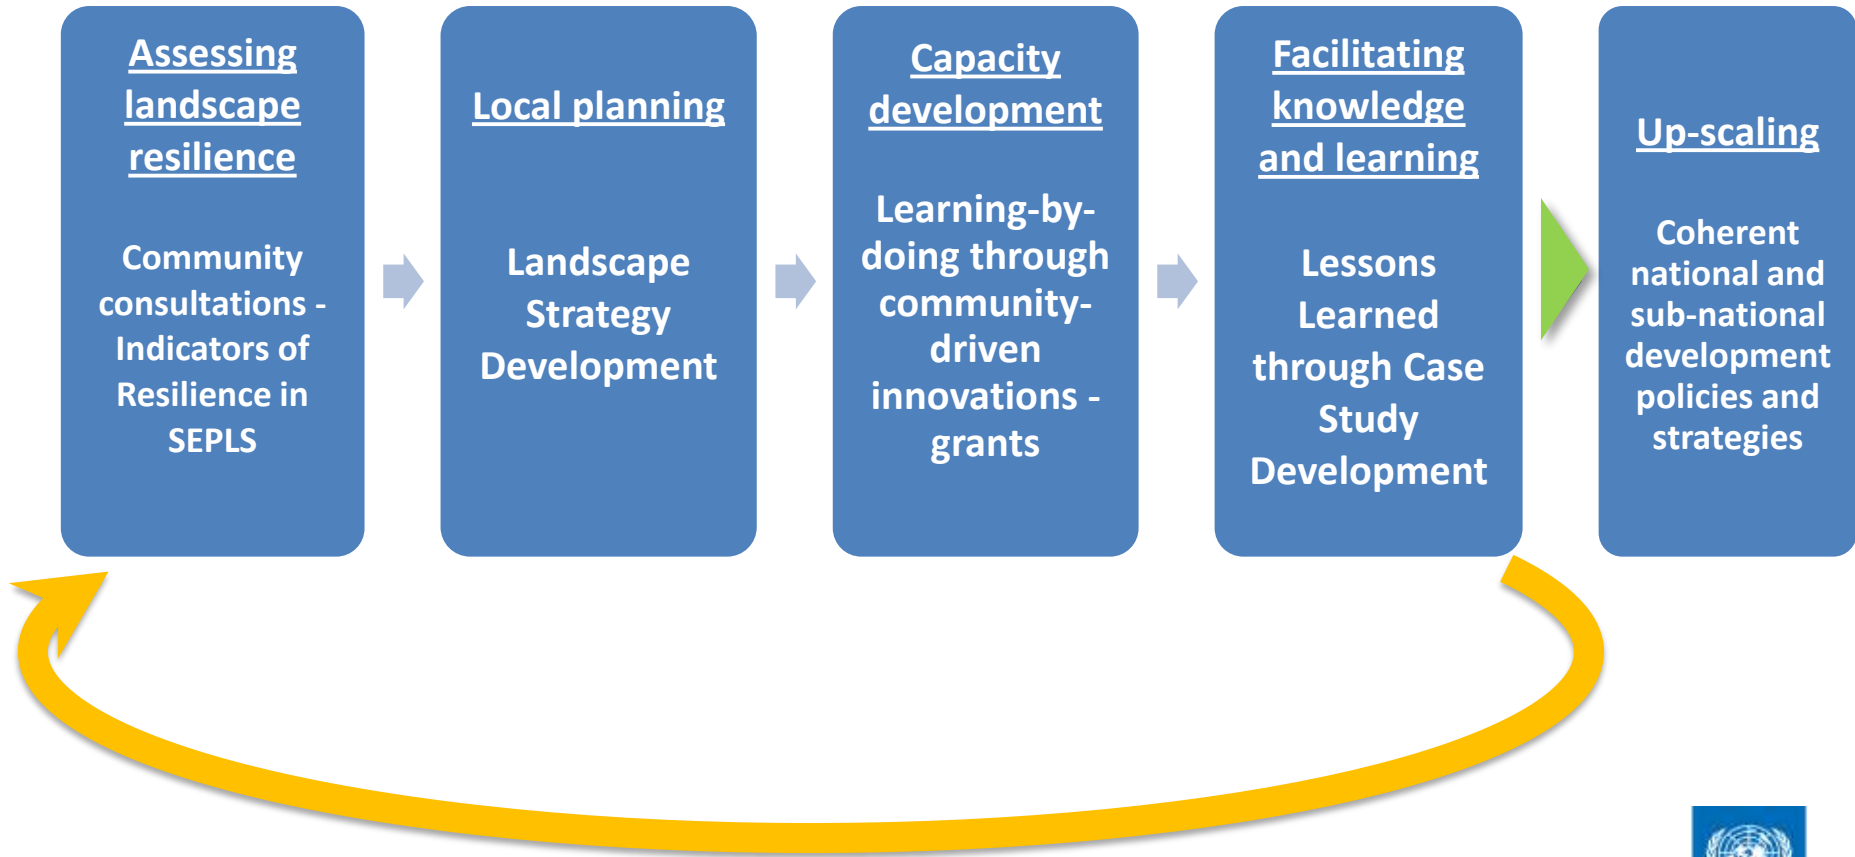 Assessing
landscape
resilience
Community
consultations -
Indicators of
Resilience in
SEPLS
Local planning
Landscape
Strategy
Development
Capacity
development
Learning-by-
doing through
community-
driven
innovations -
grants
Facilitating
knowledge
and learning
Lessons
Learned
through Case
Study
Development
Up-scaling
Coherent
national and
sub-national
development
policies and
strategies